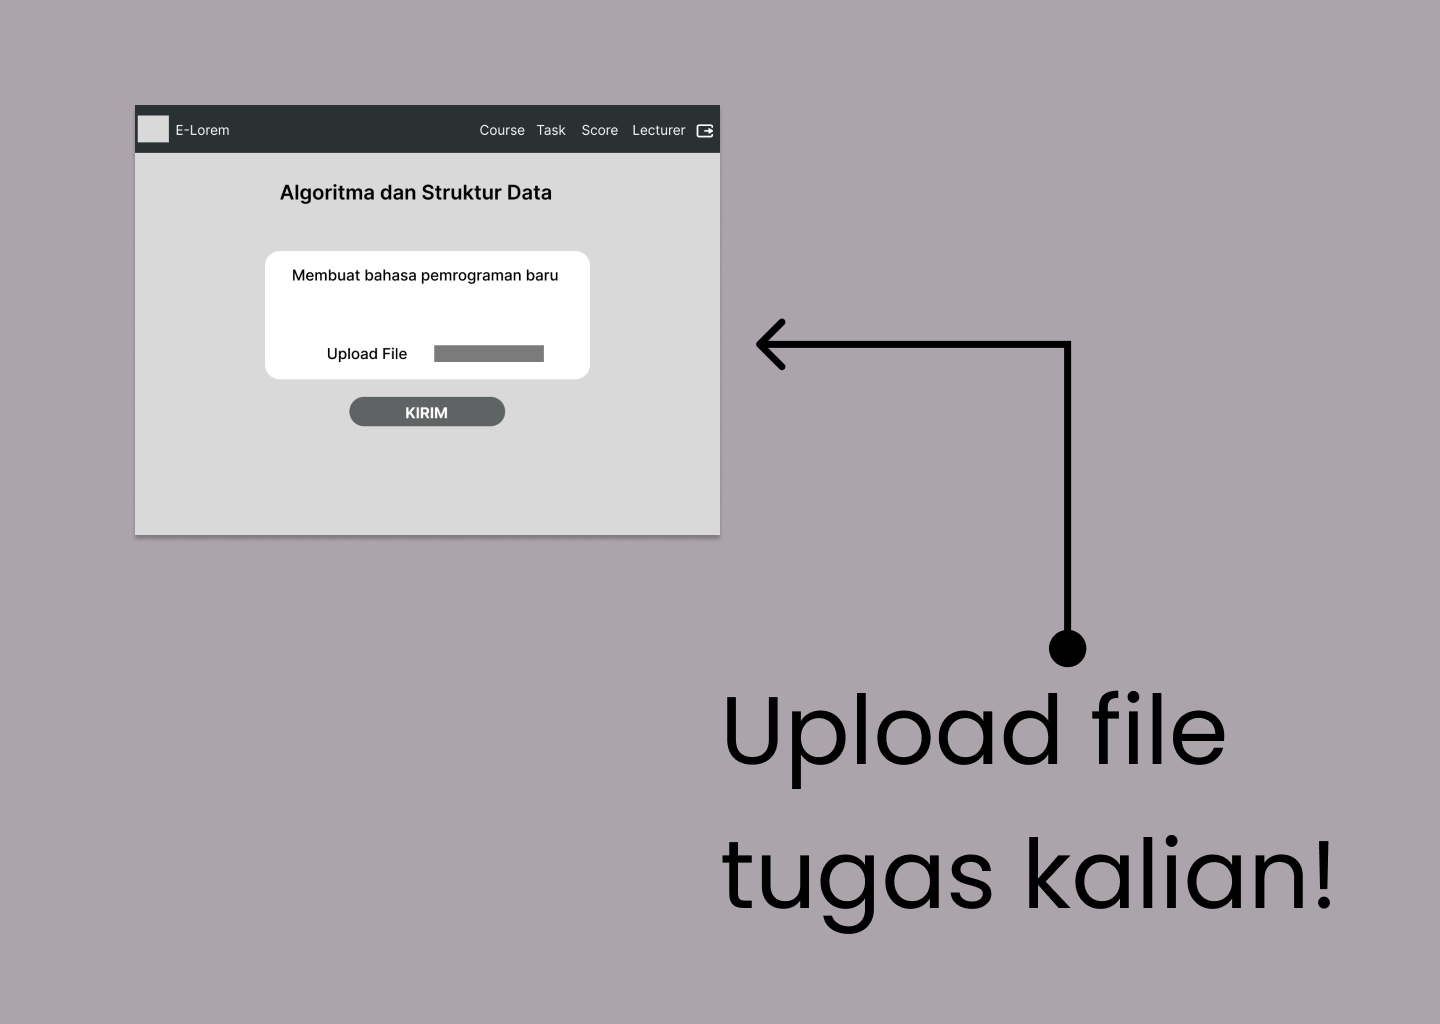 E-Lorem Course Task Score Lecturer
Algoritma dan Struktur Data
Membuat bahasa pemrograman baru
Upload File
KIRIM
Upload file
tugas kalian!